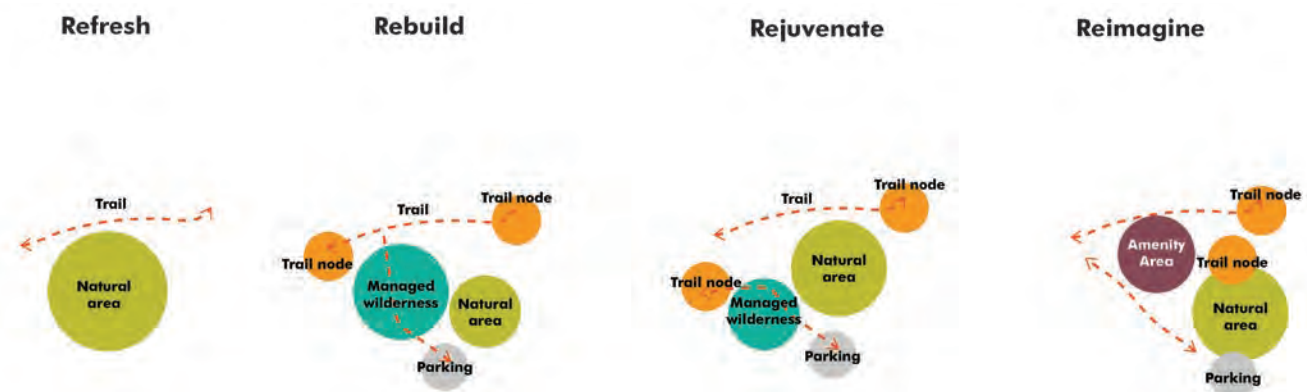 Refresh
Rebuild
Rejuvenate
Reimagine
Trail
Natural
area
Trail node
Trail
Trail node
Managed
wilderness
Natural
area
Parking
Trail node
Trail
Natural
area
Trail node
Managed
wilderness
Parking
Trail node
Amenity
Area
Trail node
Natural
area
Parking